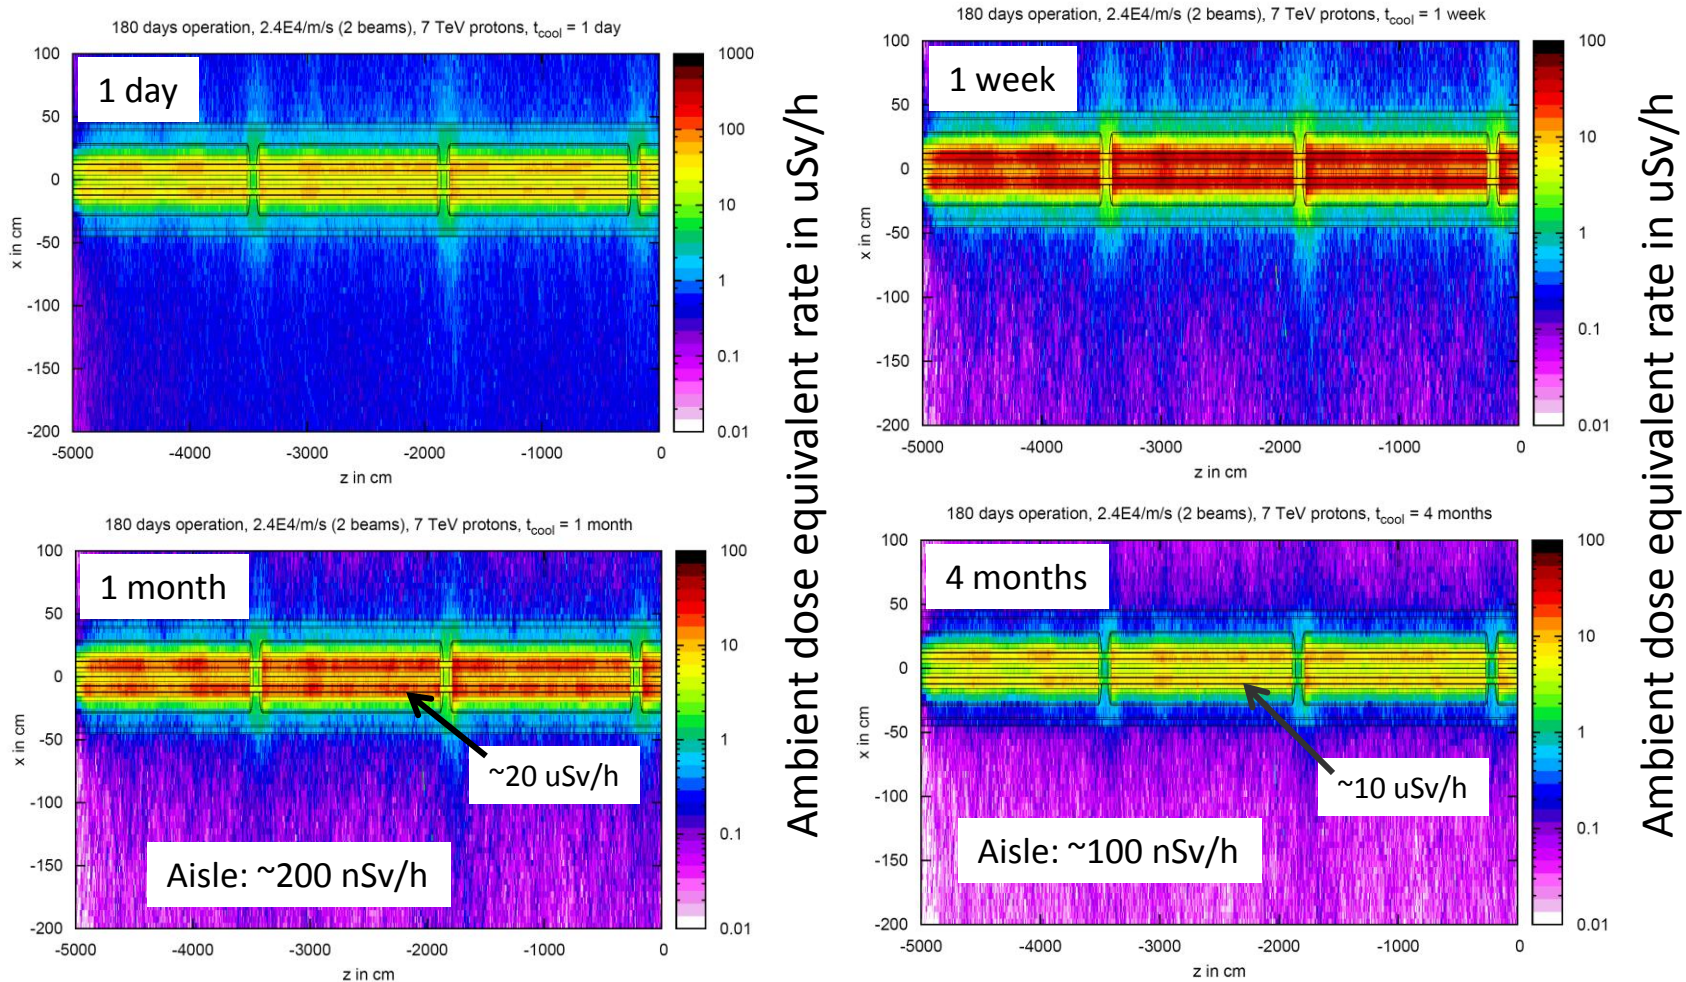 180 days operation, 2.4E4/m/s (2 beams), 7 TeV protons, tcool = 1 day
1 day
100
50
0
-50
-100
-150
-200
x in cm
-5000 -4000 -3000 -2000 -1000 0
z in cm
1000
100
10
1
0.1
0.01
180 days operation, 2.4E4/m/s (2 beams), 7 TeV protons, tcool = 1 week
1 week
100
50
0
-50
-100
-150
-200
x in cm
-5000 -4000 -3000 -2000 -1000 0
z in cm
100
10
1
0.1
0.01
180 days operation, 2.4E4/m/s (2 beams), 7 TeV protons, tcool = 1 month
1 month
100
50
0
-50
-100
-150
-200
x in cm
~20 uSv/h
Aisle: ~200 nSv/h
-5000 -4000 -3000 -2000 -1000 0
z in cm
100
10
1
0.1
0.01
Ambient dose equivalent rate in uSv/h
180 days operation, 2.4E4/m/s (2 beams), 7 TeV protons, tcool = 4 months
4 months
100
50
0
-50
-100
-150
-200
x in cm
~10 uSv/h
Aisle: ~100 nSv/h
-5000 -4000 -3000 -2000 -1000 0
z in cm
100
10
1
0.1
0.01
Ambient dose equivalent rate in uSv/h